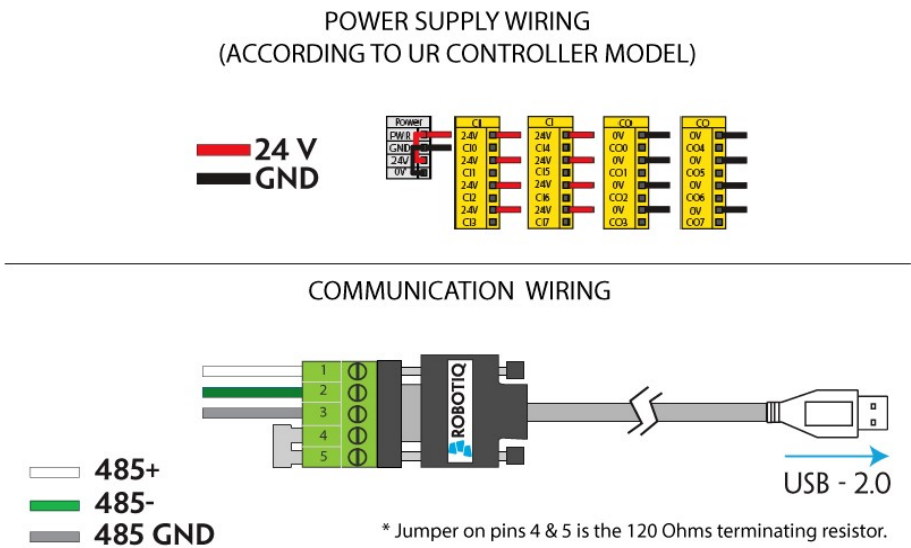 POWER SUPPLY WIRING
(ACCORDING TO UR CONTROLLER MODEL)
24 V
GND
Power
PWR
GND
24V
0V
CI
24V
CI0
24V
CI1
24V
CI2
24V
CI3
CI
24V
CI4
24V
CI5
24V
CI6
24V
CI7
CO
0V
CO0
0V
CO1
0V
CO2
0V
CO3
CO
0V
CO4
0V
CO5
0V
CO6
0V
CO7
COMMUNICATION WIRING
1
2
3
4
5
ROBOTIQ
USB - 2.0
485+
485-
485 GND
* Jumper on pins 4 & 5 is the 120 Ohms terminating resistor.